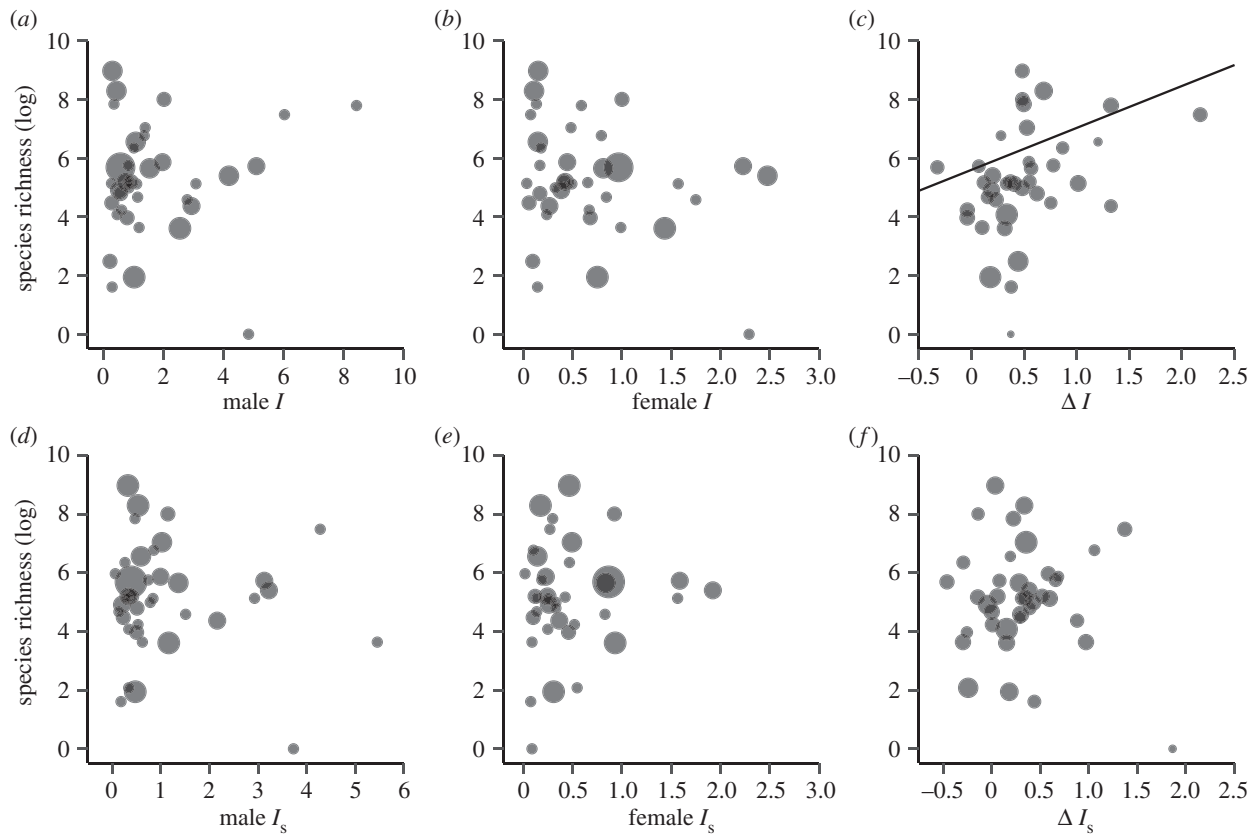 (a) (b) (c)
species richness (log)
10
8
6
4
2
0
0 2 4 6 8 10
male I
10
8
6
4
2
0
0 0.5 1.0 1.5 2.0 2.5 3.0
female I
10
8
6
4
2
0
–0.5 0 0.5 1.0 1.5 2.0 2.5
Δ I
(d) (e) (f)
species richness (log)
10
8
6
4
2
0
0 1 2 3 4 5 6
male Is
10
8
6
4
2
0
0 0.5 1.0 1.5 2.0 2.5 3.0
female Is
10
8
6
4
2
0
–0.5 0 0.5 1.0 1.5 2.0 2.5
Δ Is